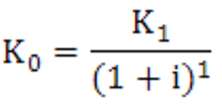 K₀ = K₁ / (1 + i)¹